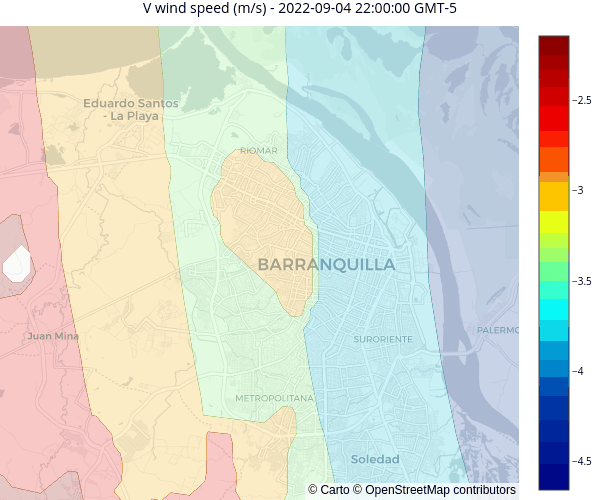 V wind speed (m/s) - 2022-09-04 22:00:00 GMT-5
Eduardo Santos
- La Playa
RIOMAR
BARRANQUILLA
Juan Mina
SURORIENTE
PALERMO
METROPOLITANA
Soledad
© Carto © OpenStreetMap contributors
−2.5
−3
−3.5
−4
−4.5